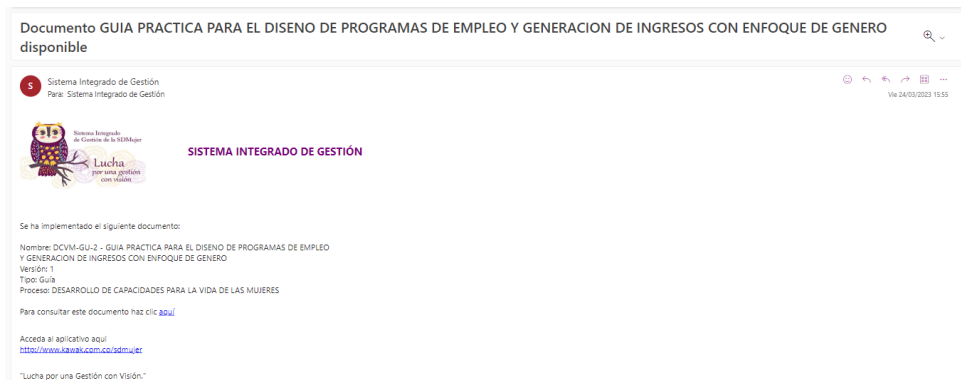 Documento GUIA PRACTICA PARA EL DISENO DE PROGRAMAS DE EMPLEO Y GENERACION DE INGRESOS CON ENFOQUE DE GENERO
disponible
S
Sistema Integrado de Gestión
Para: Sistema Integrado de Gestión
Vie 24/03/2023 15:55
Sistema Integrado
de Gestión de la SDMujer
Lucha
por una gestión
con visión
SISTEMA INTEGRADO DE GESTIÓN
Se ha implementado el siguiente documento:
Nombre: DCVM-GU-2 - GUIA PRACTICA PARA EL DISENO DE PROGRAMAS DE EMPLEO
Y GENERACION DE INGRESOS CON ENFOQUE DE GENERO
Versión: 1
Tipo: Guía
Proceso: DESARROLLO DE CAPACIDADES PARA LA VIDA DE LAS MUJERES
Para consultar este documento haz clic aquí
Acceda al aplicativo aqui
http://www.kawak.com.co/sdmujer
"Lucha por una Gestión con Visión."